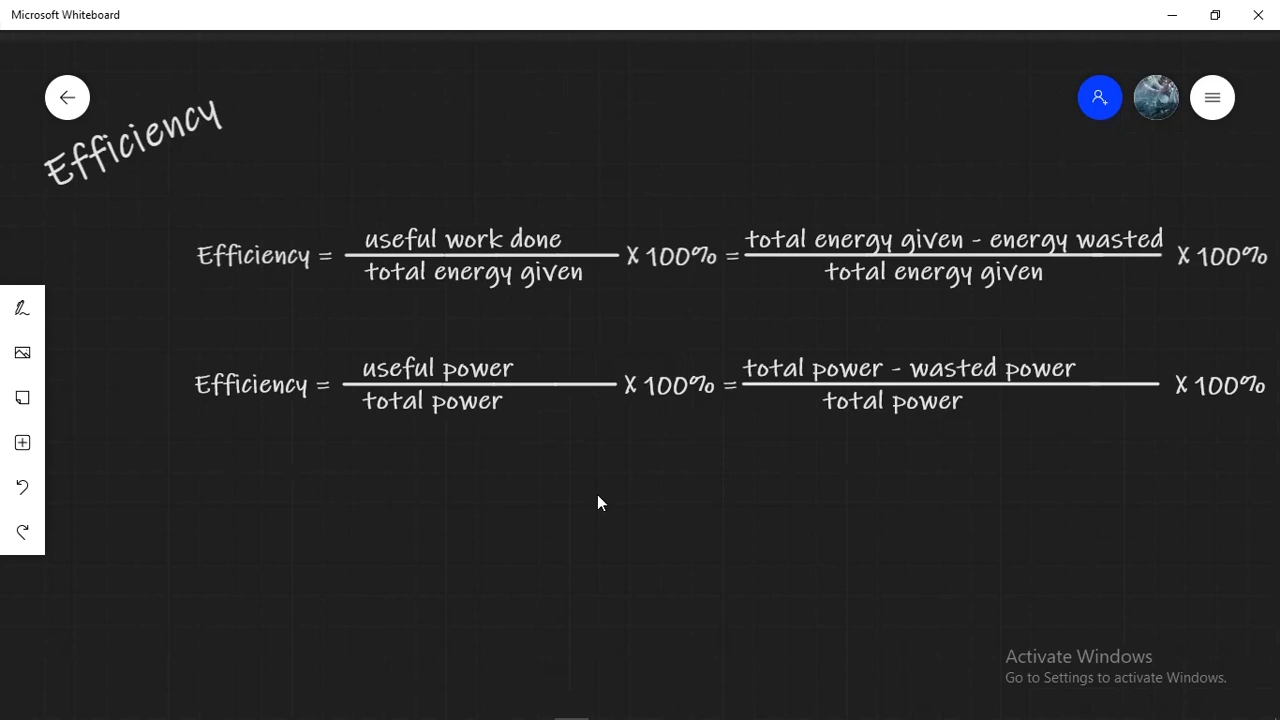 Microsoft Whiteboard
Efficiency
Efficiency = useful work done / total energy given X 100% = total energy given - energy wasted / total energy given X 100%
Efficiency = useful power / total power X 100% = total power - wasted power / total power X 100%
Activate Windows
Go to Settings to activate Windows.